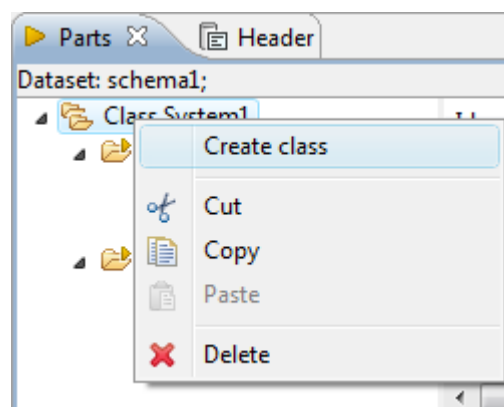 Parts Header
Dataset: schema1;
Class System1
Create class
Cut
Copy
Paste
Delete